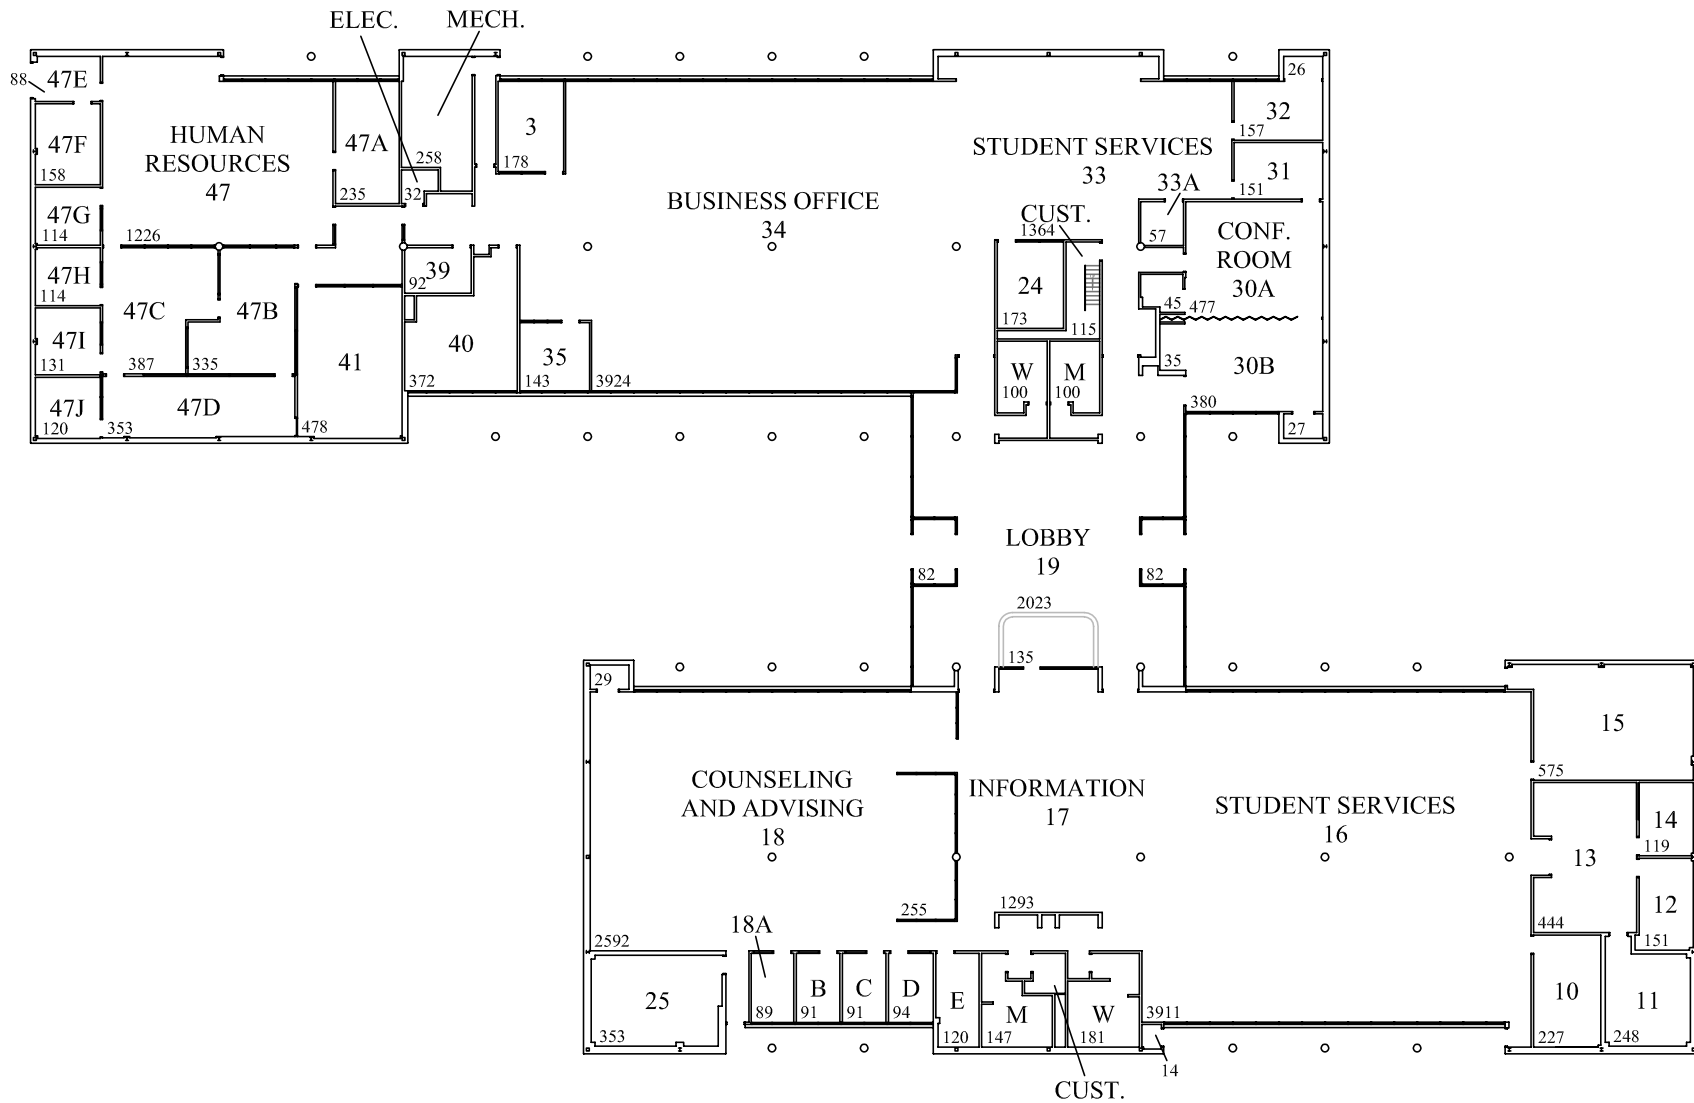 ELEC.
MECH.
47E
88
47F
158
47G
114
47H
114
47I
131
47J
120
HUMAN
RESOURCES
47
1226
47A
235
258
32
3
178
47C
387
47B
335
47D
353
41
478
39
92
40
372
35
143
BUSINESS OFFICE
34
3924
STUDENT SERVICES
33
1364
CUST.
33A
57
26
32
157
31
151
CONF.
ROOM
30A
45
477
35
30B
380
27
24
173
115
W
100
M
100
LOBBY
19
82
82
2023
135
29
COUNSELING
AND ADVISING
18
2592
255
INFORMATION
17
1293
STUDENT SERVICES
16
3911
15
575
14
119
13
444
12
151
10
227
11
248
25
353
18A
89
B
91
C
91
D
94
E
120
M
147
W
181
14
CUST.